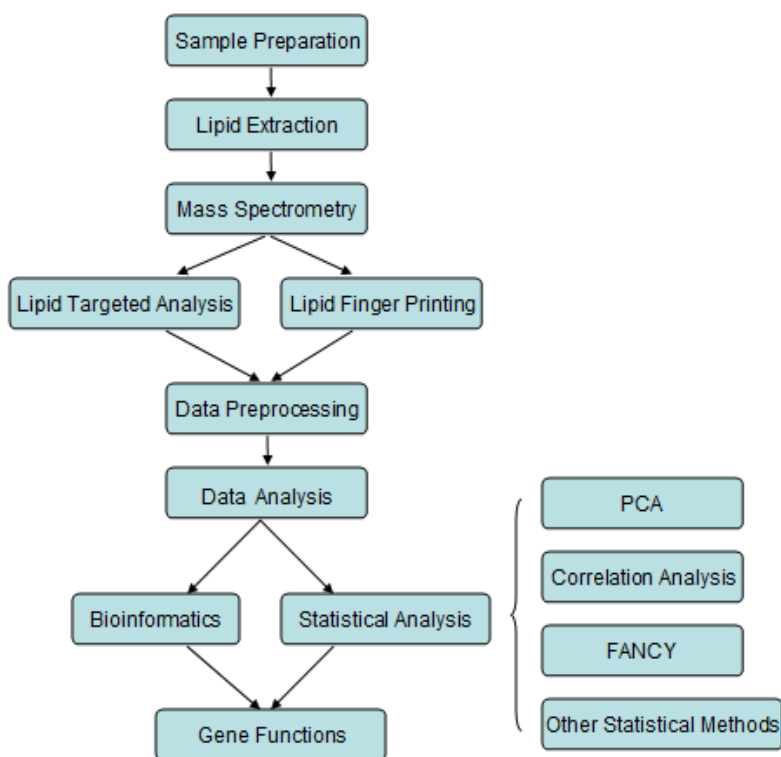 Sample Preparation
Lipid Extraction
Mass Spectrometry
Lipid Targeted Analysis
Lipid Finger Printing
Data Preprocessing
Data Analysis
Bioinformatics
Statistical Analysis
Gene Functions
PCA
Correlation Analysis
FANCY
Other Statistical Methods